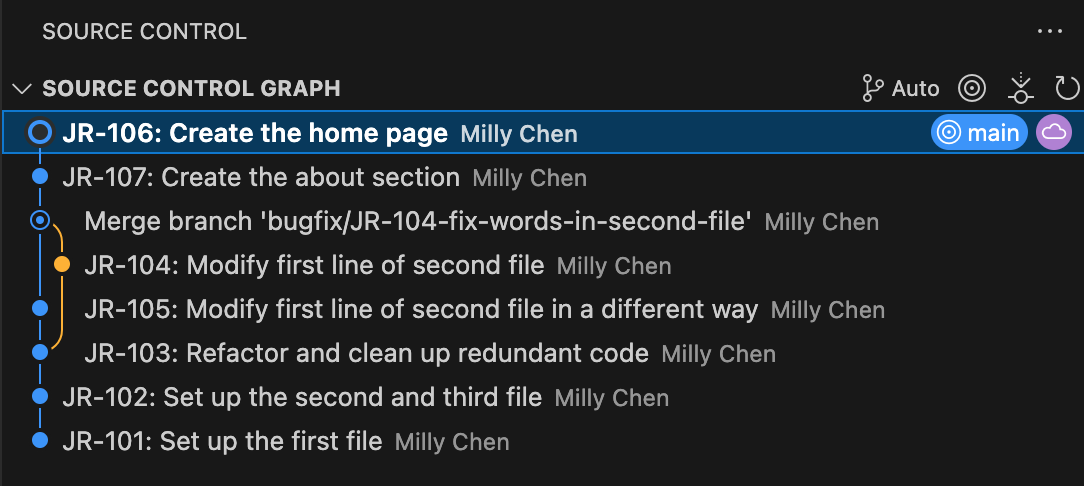 SOURCE CONTROL
SOURCE CONTROL GRAPH Auto
JR-106: Create the home page Milly Chen main
JR-107: Create the about section Milly Chen
Merge branch 'bugfix/JR-104-fix-words-in-second-file' Milly Chen
JR-104: Modify first line of second file Milly Chen
JR-105: Modify first line of second file in a different way Milly Chen
JR-103: Refactor and clean up redundant code Milly Chen
JR-102: Set up the second and third file Milly Chen
JR-101: Set up the first file Milly Chen